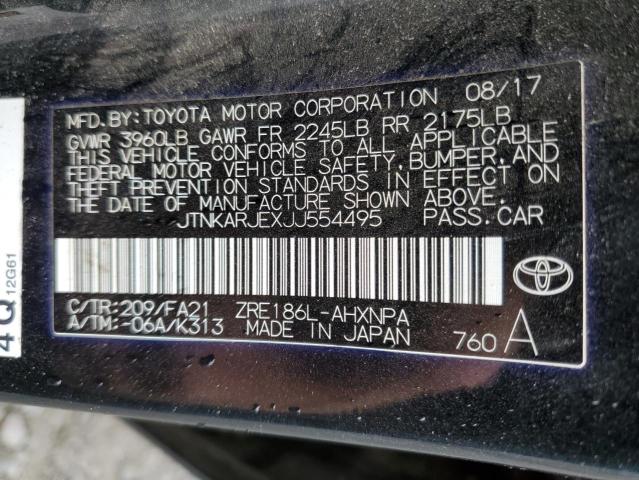 MFD.BY:TOYOTA MOTOR CORPORATION 08/17
GVWR 3960LB GAWR FR 2245LB RR 2175LB
THIS VEHICLE CONFORMS TO ALL APPLICABLE
FEDERAL MOTOR VEHICLE SAFETY,BUMPER,AND
THEFT PREVENTION STANDARDS IN EFFECT ON
THE DATE OF MANUFACTURE SHOWN ABOVE.
JTNKARJEXJJ554495 PASS.CAR
C/TR:209/FA21 ZRE186L-AHXNPA
A/TM:-06A/K313 MADE IN JAPAN 760 A
4Q
12G61